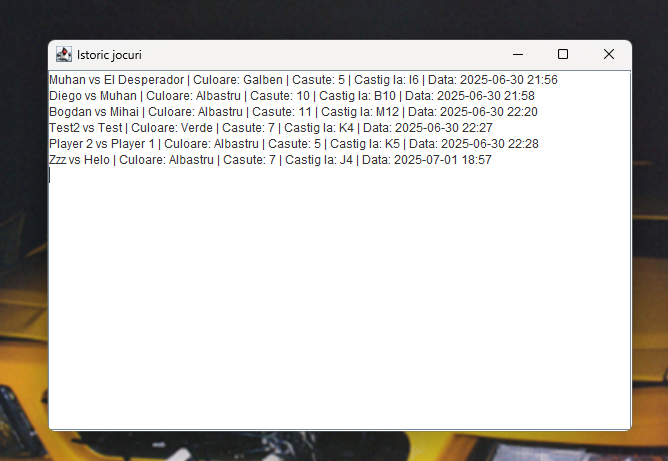 Istoric jocuri
Muhan vs El Desperador | Culoare: Galben | Casute: 5 | Castig la: I6 | Data: 2025-06-30 21:56
Diego vs Muhan | Culoare: Albastru | Casute: 10 | Castig la: B10 | Data: 2025-06-30 21:58
Bogdan vs Mihai | Culoare: Albastru | Casute: 11 | Castig la: M12 | Data: 2025-06-30 22:20
Test2 vs Test | Culoare: Verde | Casute: 7 | Castig la: K4 | Data: 2025-06-30 22:27
Player 2 vs Player 1 | Culoare: Albastru | Casute: 5 | Castig la: K5 | Data: 2025-06-30 22:28
Zzz vs Helo | Culoare: Albastru | Casute: 7 | Castig la: J4 | Data: 2025-07-01 18:57